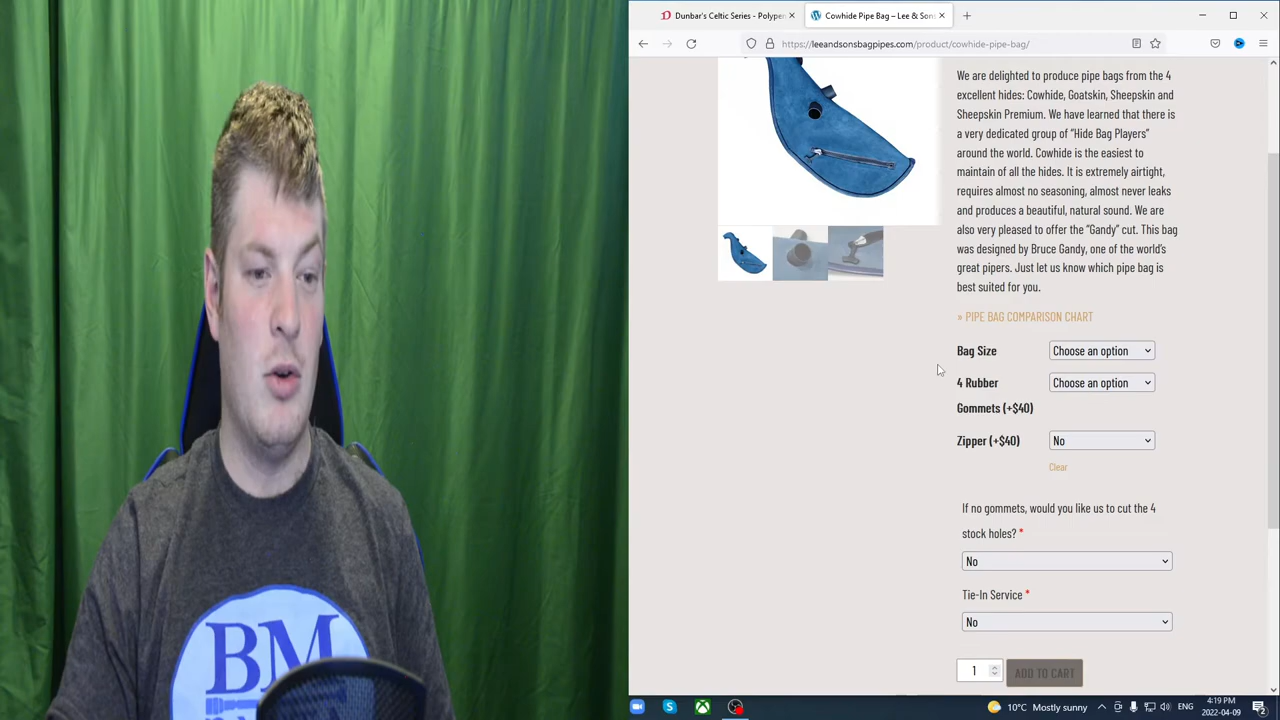 Dunbar's Celtic Series - Polypen
Cowhide Pipe Bag – Lee & Sons
https://leeandsonsbagpipes.com/product/cowhide-pipe-bag/
We are delighted to produce pipe bags from the 4
excellent hides: Cowhide, Goatskin, Sheepskin and
Sheepskin Premium. We have learned that there is
a very dedicated group of "Hide Bag Players"
around the world. Cowhide is the easiest to
maintain of all the hides. It is extremely airtight,
requires almost no seasoning, almost never leaks
and produces a beautiful, natural sound. We are
also very pleased to offer the "Gandy" cut. This bag
was designed by Bruce Gandy, one of the world's
great pipers. Just let us know which pipe bag is
best suited for you.
» PIPE BAG COMPARISON CHART
Bag Size Choose an option
4 Rubber Choose an option
Gommets (+$40)
Zipper (+$40) No
Clear
If no gommets, would you like us to cut the 4
stock holes? *
No
Tie-In Service *
No
1 ADD TO CART
BM
10°C Mostly sunny
ENG
4:19 PM
2022-04-09
2